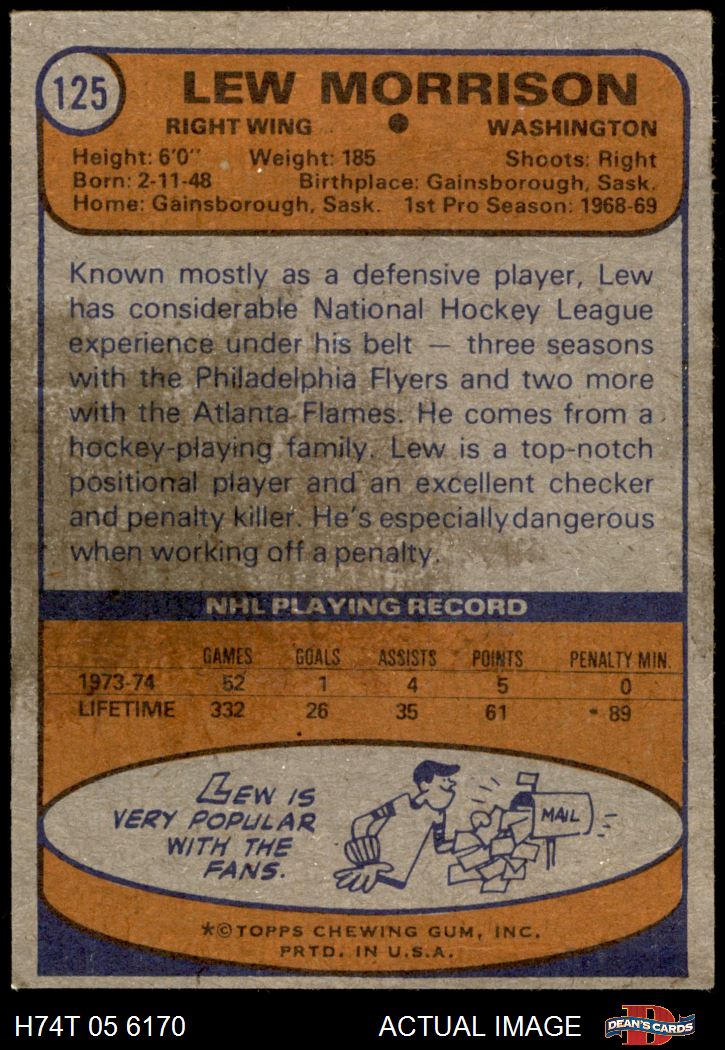 125
LEW MORRISON
RIGHT WING • WASHINGTON
Height: 6'0" Weight: 185 Shoots: Right
Born: 2-11-48 Birthplace: Gainsborough, Sask.
Home: Gainsborough, Sask. 1st Pro Season: 1968-69
Known mostly as a defensive player, Lew
has considerable National Hockey League
experience under his belt — three seasons
with the Philadelphia Flyers and two more
with the Atlanta Flames. He comes from a
hockey-playing family. Lew is a top-notch
positional player and an excellent checker
and penalty killer. He's especially dangerous
when working off a penalty.
NHL PLAYING RECORD
GAMES GOALS ASSISTS POINTS PENALTY MIN.
1973-74 52 1 4 5 0
LIFETIME 332 26 35 61 89
LEW IS
VERY POPULAR
WITH THE
FANS.
MAIL
*©TOPPS CHEWING GUM, INC.
PRTD. IN U.S.A.
H74T 05 6170 ACTUAL IMAGE
D
DEAN'S CARDS